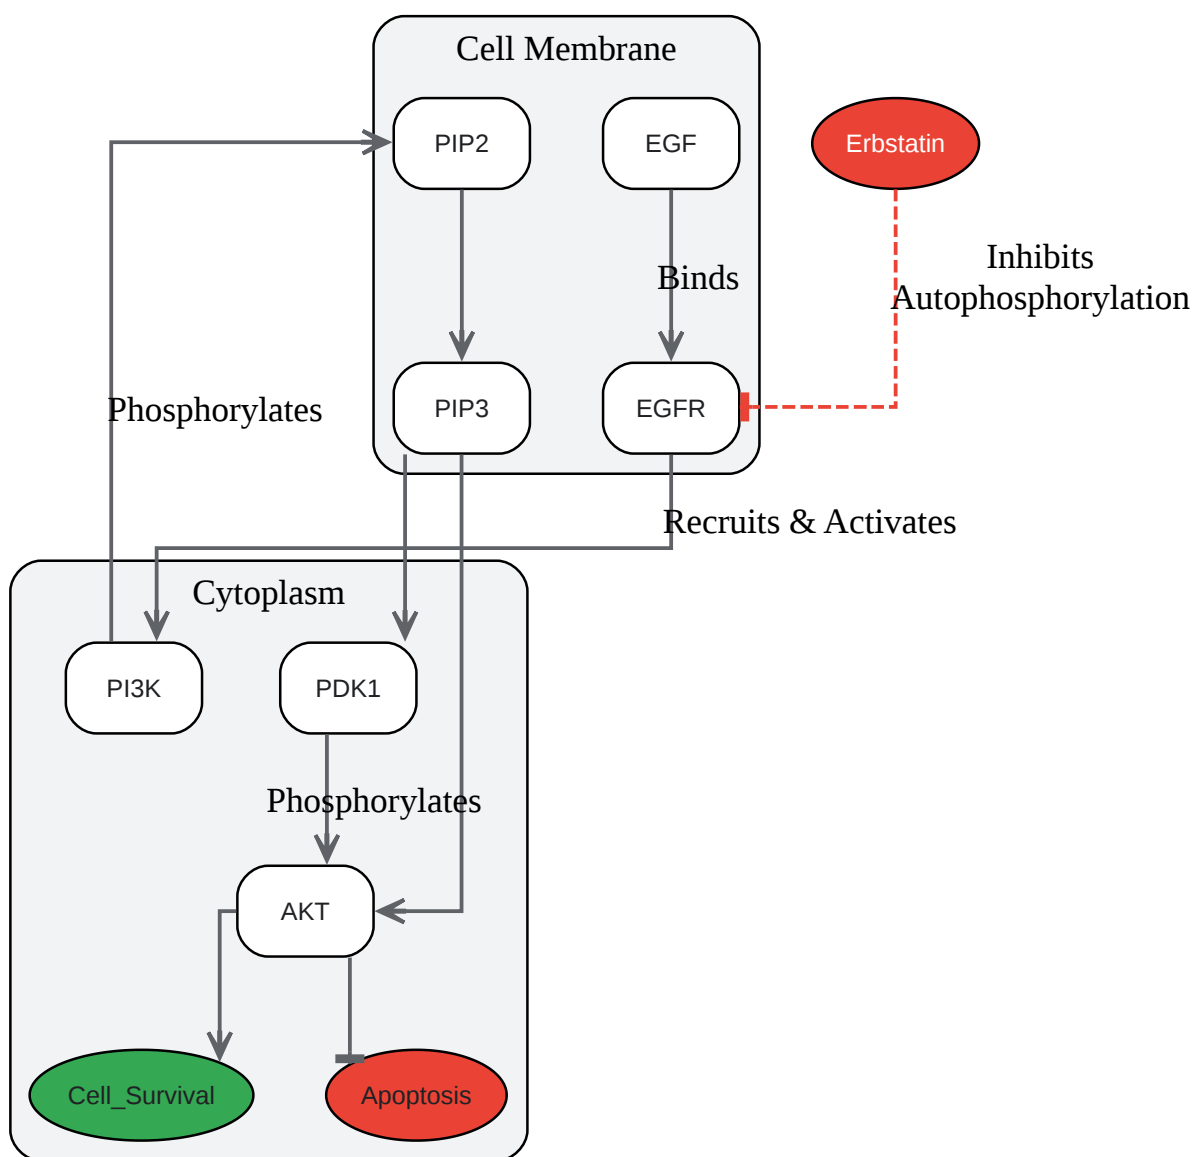 Cell Membrane
PIP2
EGF
Erbstatin
Binds
Inhibits
Autophosphorylation
Phosphorylates
PIP3
EGFR
Recruits & Activates
Cytoplasm
PI3K
PDK1
Phosphorylates
AKT
Cell_Survival
Apoptosis